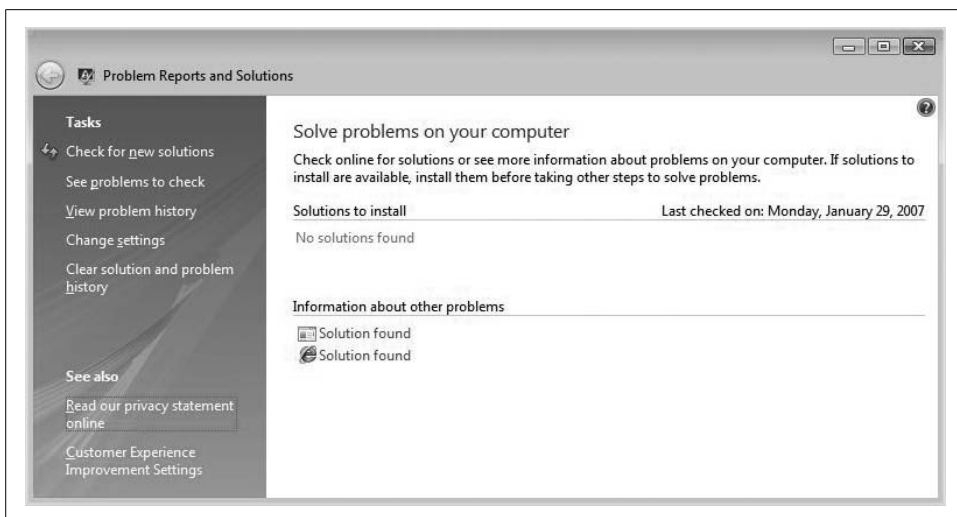 Problem Reports and Solutions
Tasks
Check for new solutions
See problems to check
View problem history
Change settings
Clear solution and problem
history
See also
Read our privacy statement
online
Customer Experience
Improvement Settings
Solve problems on your computer
Check online for solutions or see more information about problems on your computer. If solutions to
install are available, install them before taking other steps to solve problems.
Solutions to install Last checked on: Monday, January 29, 2007
No solutions found
Information about other problems
Solution found
Solution found